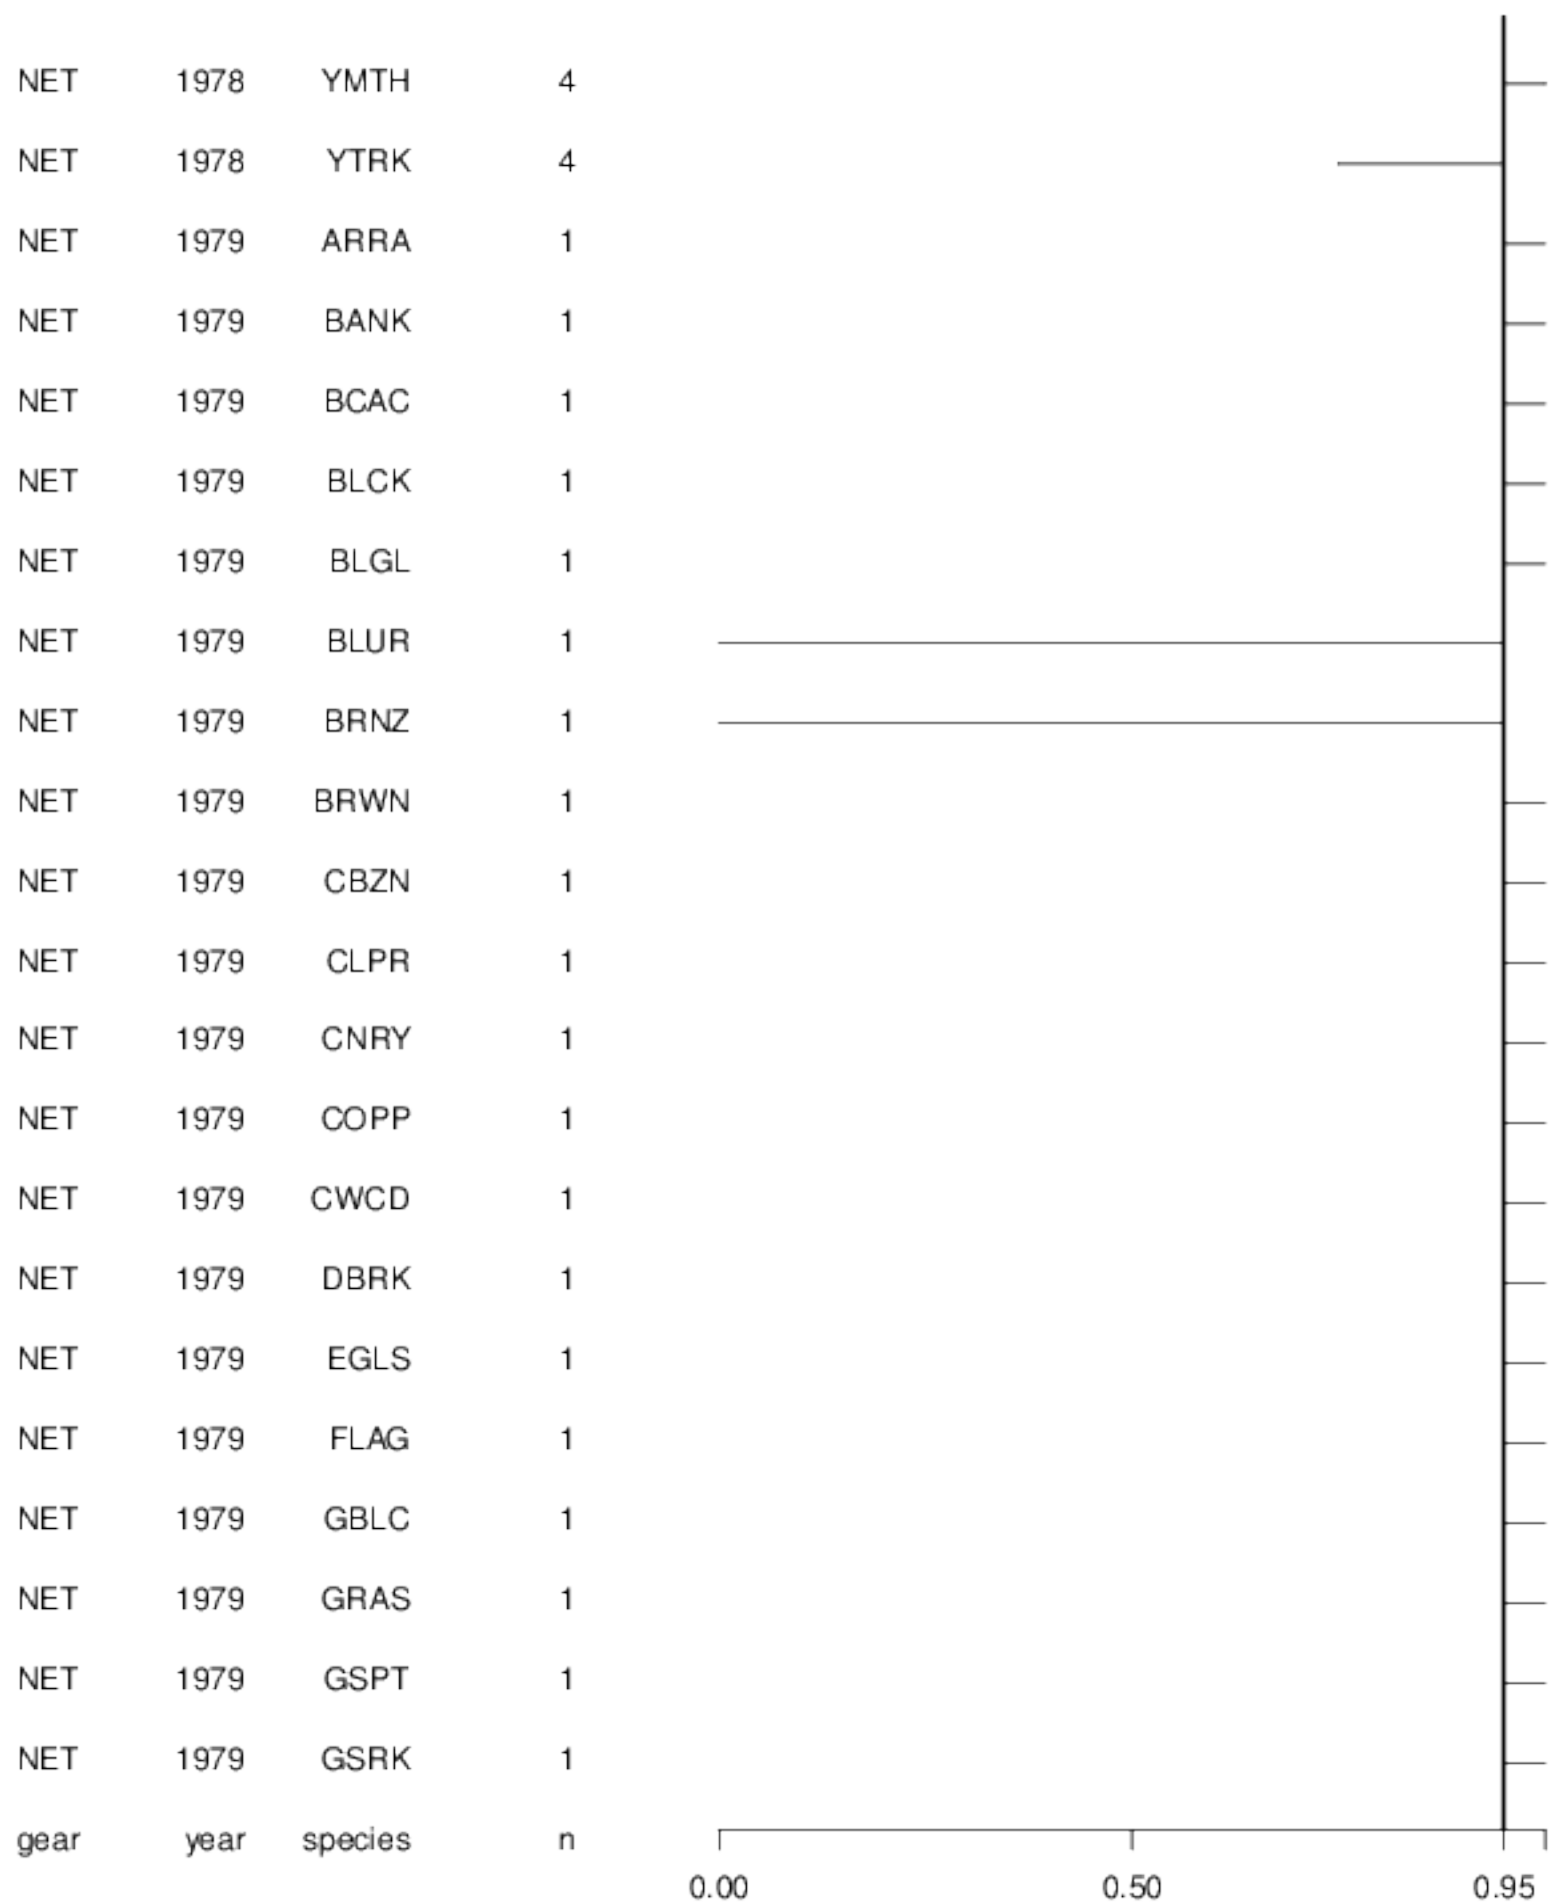 NET 1978 YMTH 4
NET 1978 YTRK 4
NET 1979 ARRA 1
NET 1979 BANK 1
NET 1979 BCAC 1
NET 1979 BLCK 1
NET 1979 BLGL 1
NET 1979 BLUR 1
NET 1979 BRNZ 1
NET 1979 BRWN 1
NET 1979 CBZN 1
NET 1979 CLPR 1
NET 1979 CNRY 1
NET 1979 COPP 1
NET 1979 CWCD 1
NET 1979 DBRK 1
NET 1979 EGLS 1
NET 1979 FLAG 1
NET 1979 GBLC 1
NET 1979 GRAS 1
NET 1979 GSPT 1
NET 1979 GSRK 1
gear year species n
0.00 0.50 0.95